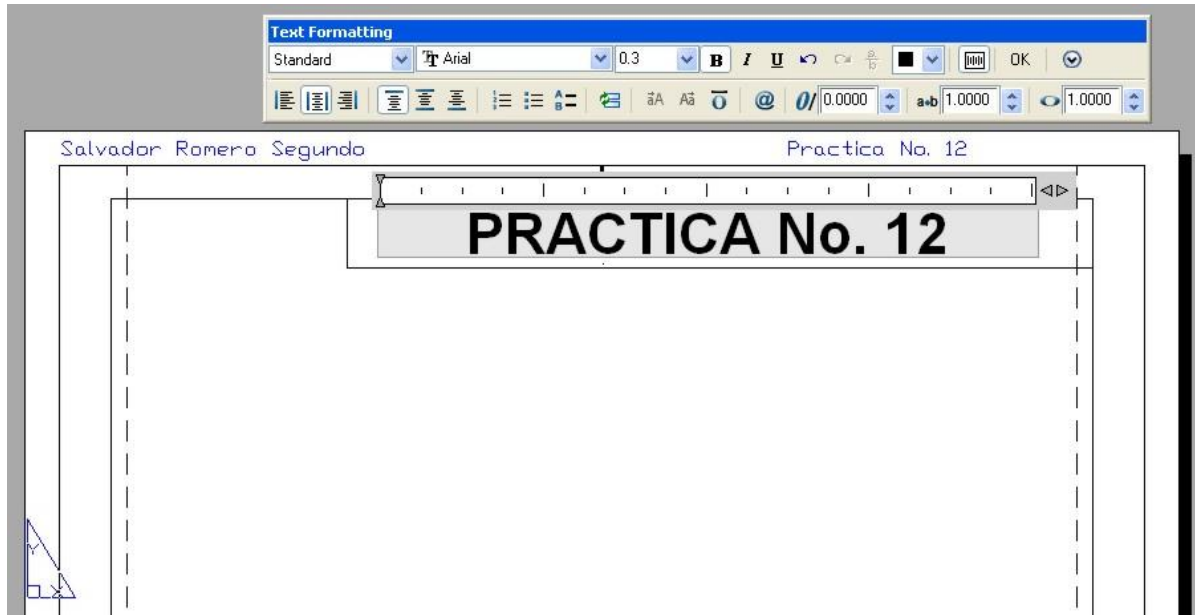 Text Formatting
Standard Arial 0.3 B I U OK
@ 0/ 0.0000 a•b 1.0000 1.0000
Salvador Romero Segundo Practica No. 12
PRACTICA No. 12
Y
X